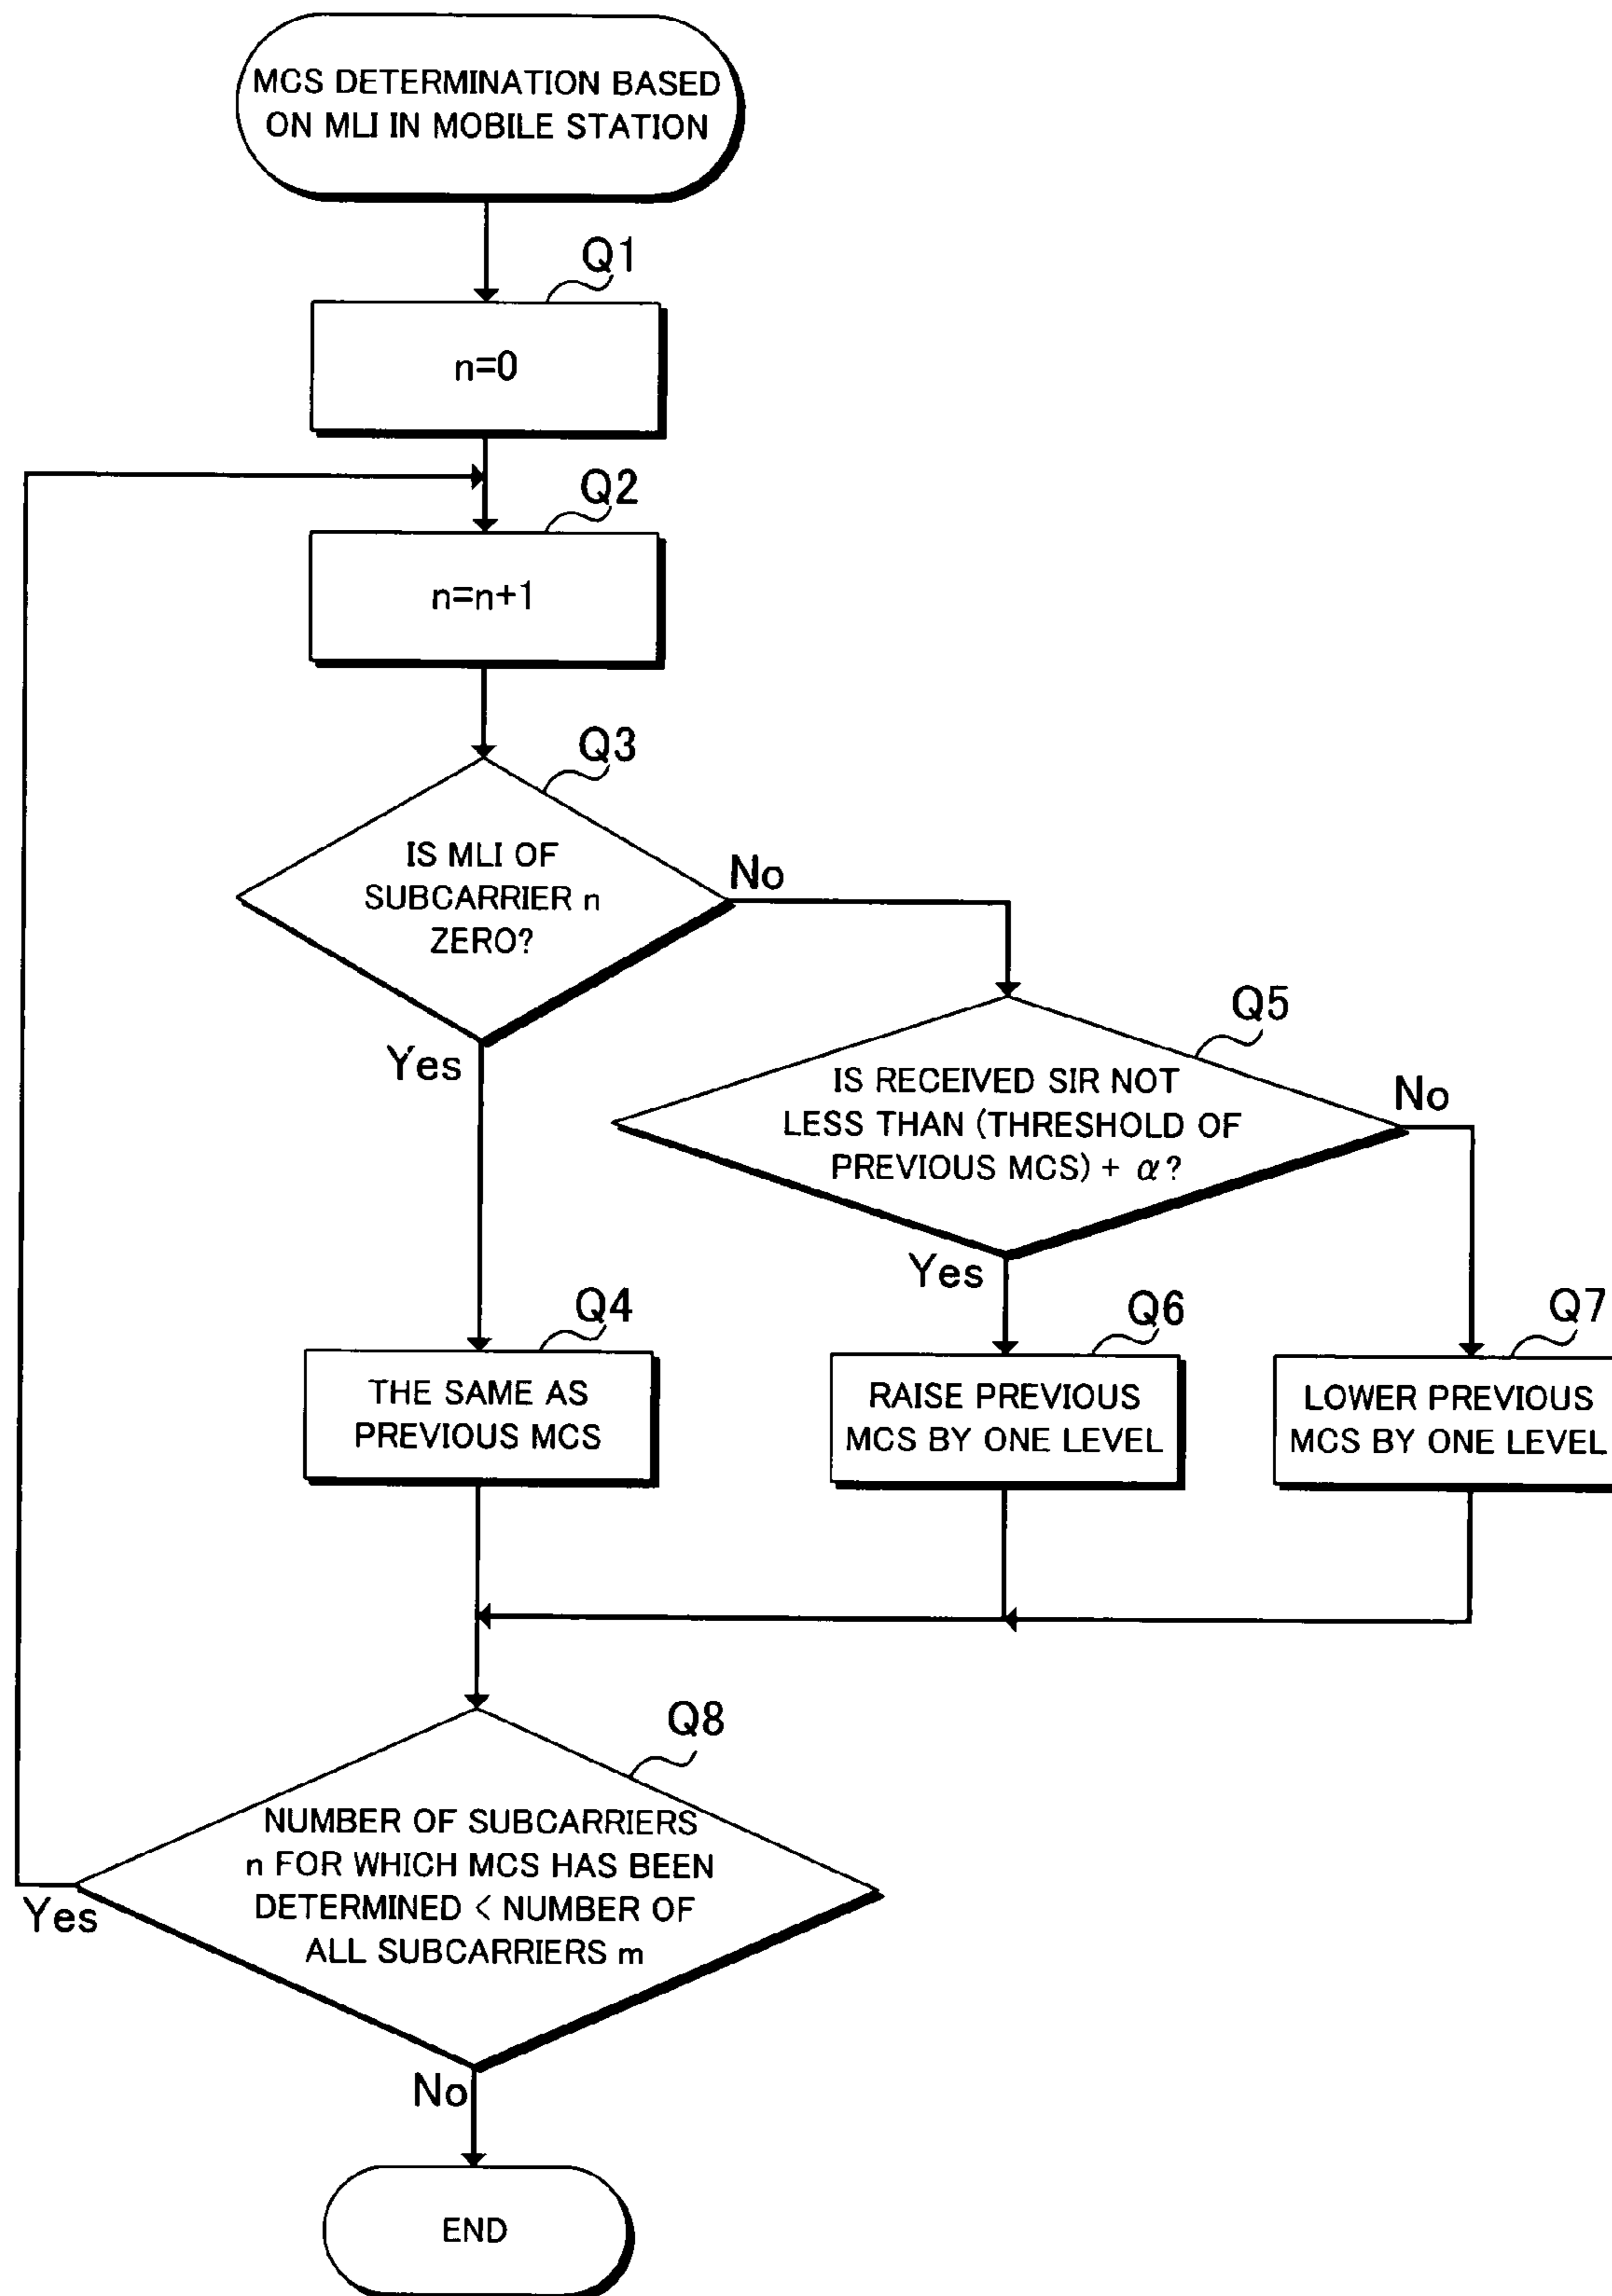 MCS DETERMINATION BASED
ON MLI IN MOBILE STATION
Q1
n=0
Q2
n=n+1
Q3
IS MLI OF
SUBCARRIER n
ZERO?
No
Yes
Q5
IS RECEIVED SIR NOT
LESS THAN (THRESHOLD OF
PREVIOUS MCS) + α?
No
Yes
Q4
THE SAME AS
PREVIOUS MCS
Q6
RAISE PREVIOUS
MCS BY ONE LEVEL
Q7
LOWER PREVIOUS
MCS BY ONE LEVEL
Q8
NUMBER OF SUBCARRIERS
n FOR WHICH MCS HAS BEEN
DETERMINED < NUMBER OF
ALL SUBCARRIERS m
Yes
No
END